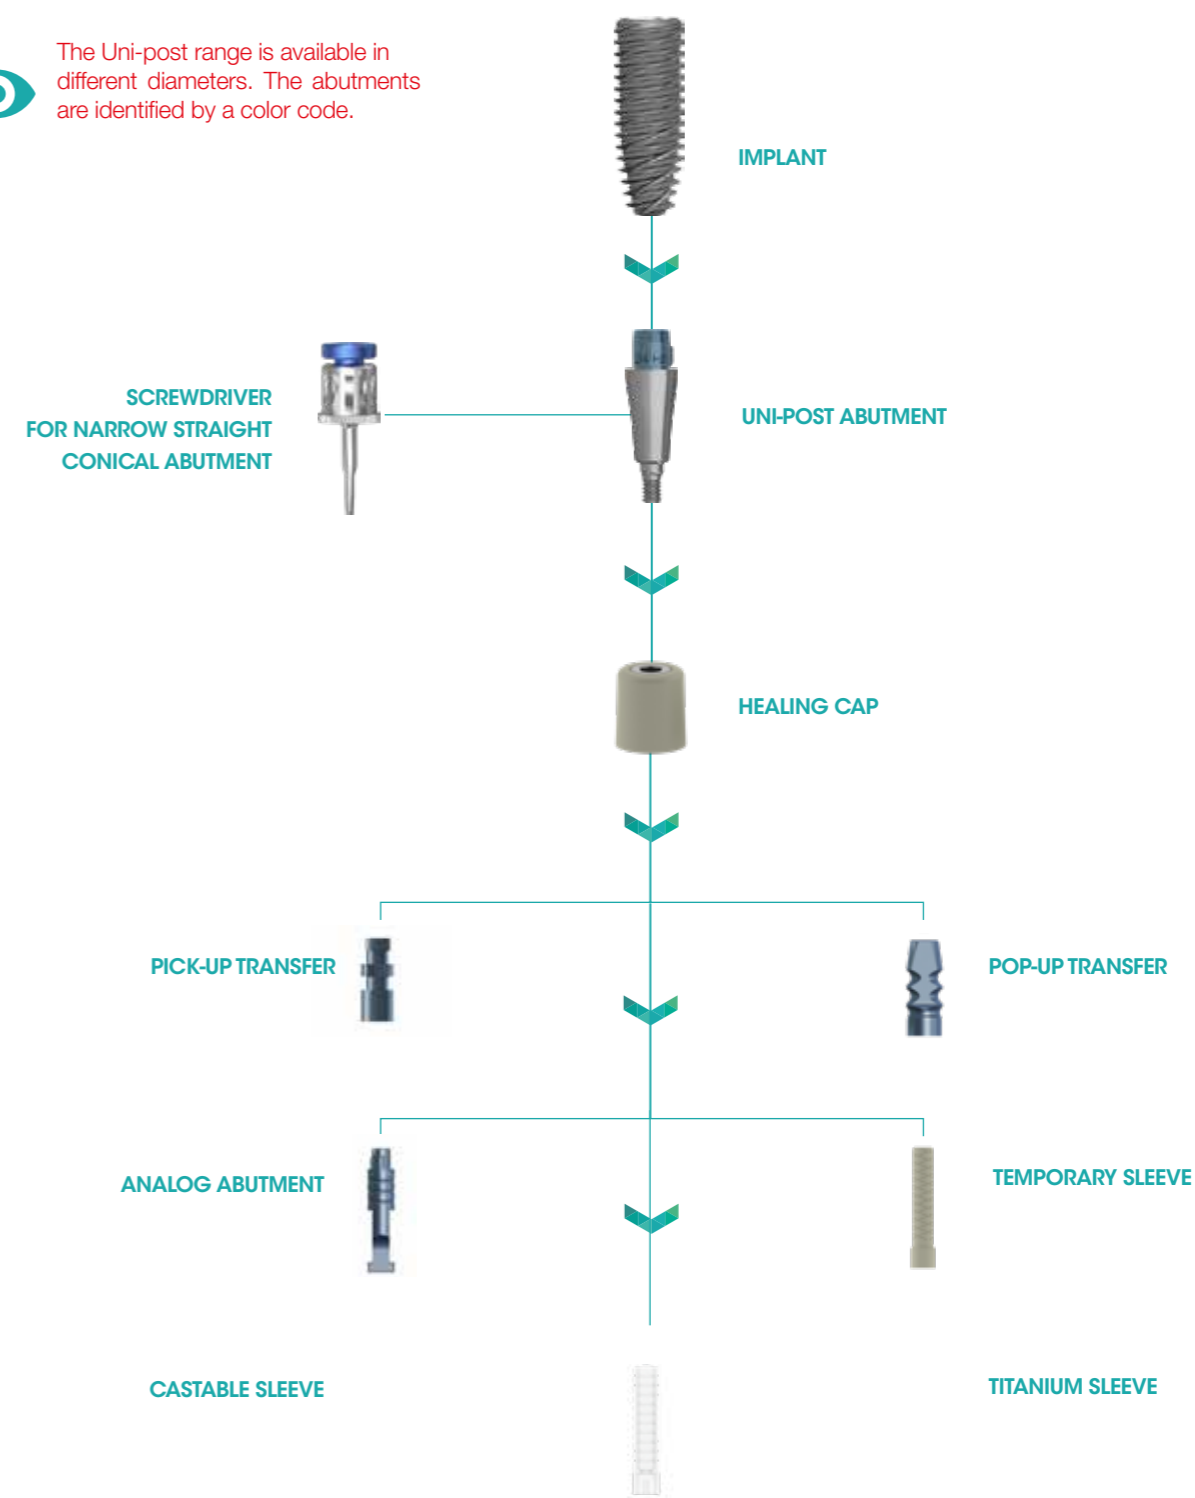 The Uni-post range is available in
different diameters. The abutments
are identified by a color code.
IMPLANT
SCREWDRIVER
FOR NARROW STRAIGHT
CONICAL ABUTMENT
UNI-POST ABUTMENT
HEALING CAP
PICK-UP TRANSFER
POP-UP TRANSFER
ANALOG ABUTMENT
TEMPORARY SLEEVE
CASTABLE SLEEVE
TITANIUM SLEEVE